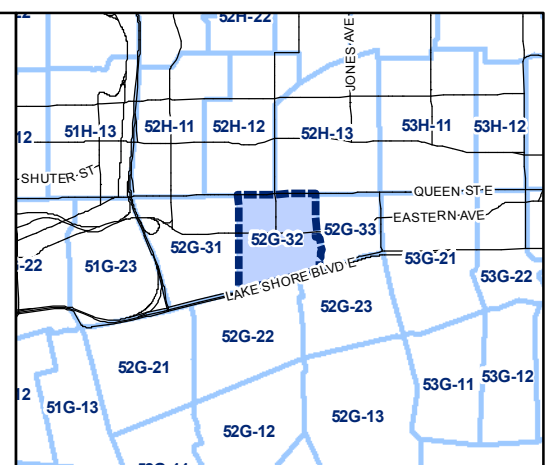 52H-22
JONES AVE
12
51H-13
52H-11
52H-12
52H-13
53H-11
53H-12
SHUTER ST
QUEEN ST E
EASTERN AVE
52G-31
52G-32
52G-33
53G-21
-22
51G-23
53G-22
LAKE SHORE BLVD E
52G-23
52G-22
52G-21
53G-11
53G-12
12
51G-13
52G-13
52G-12